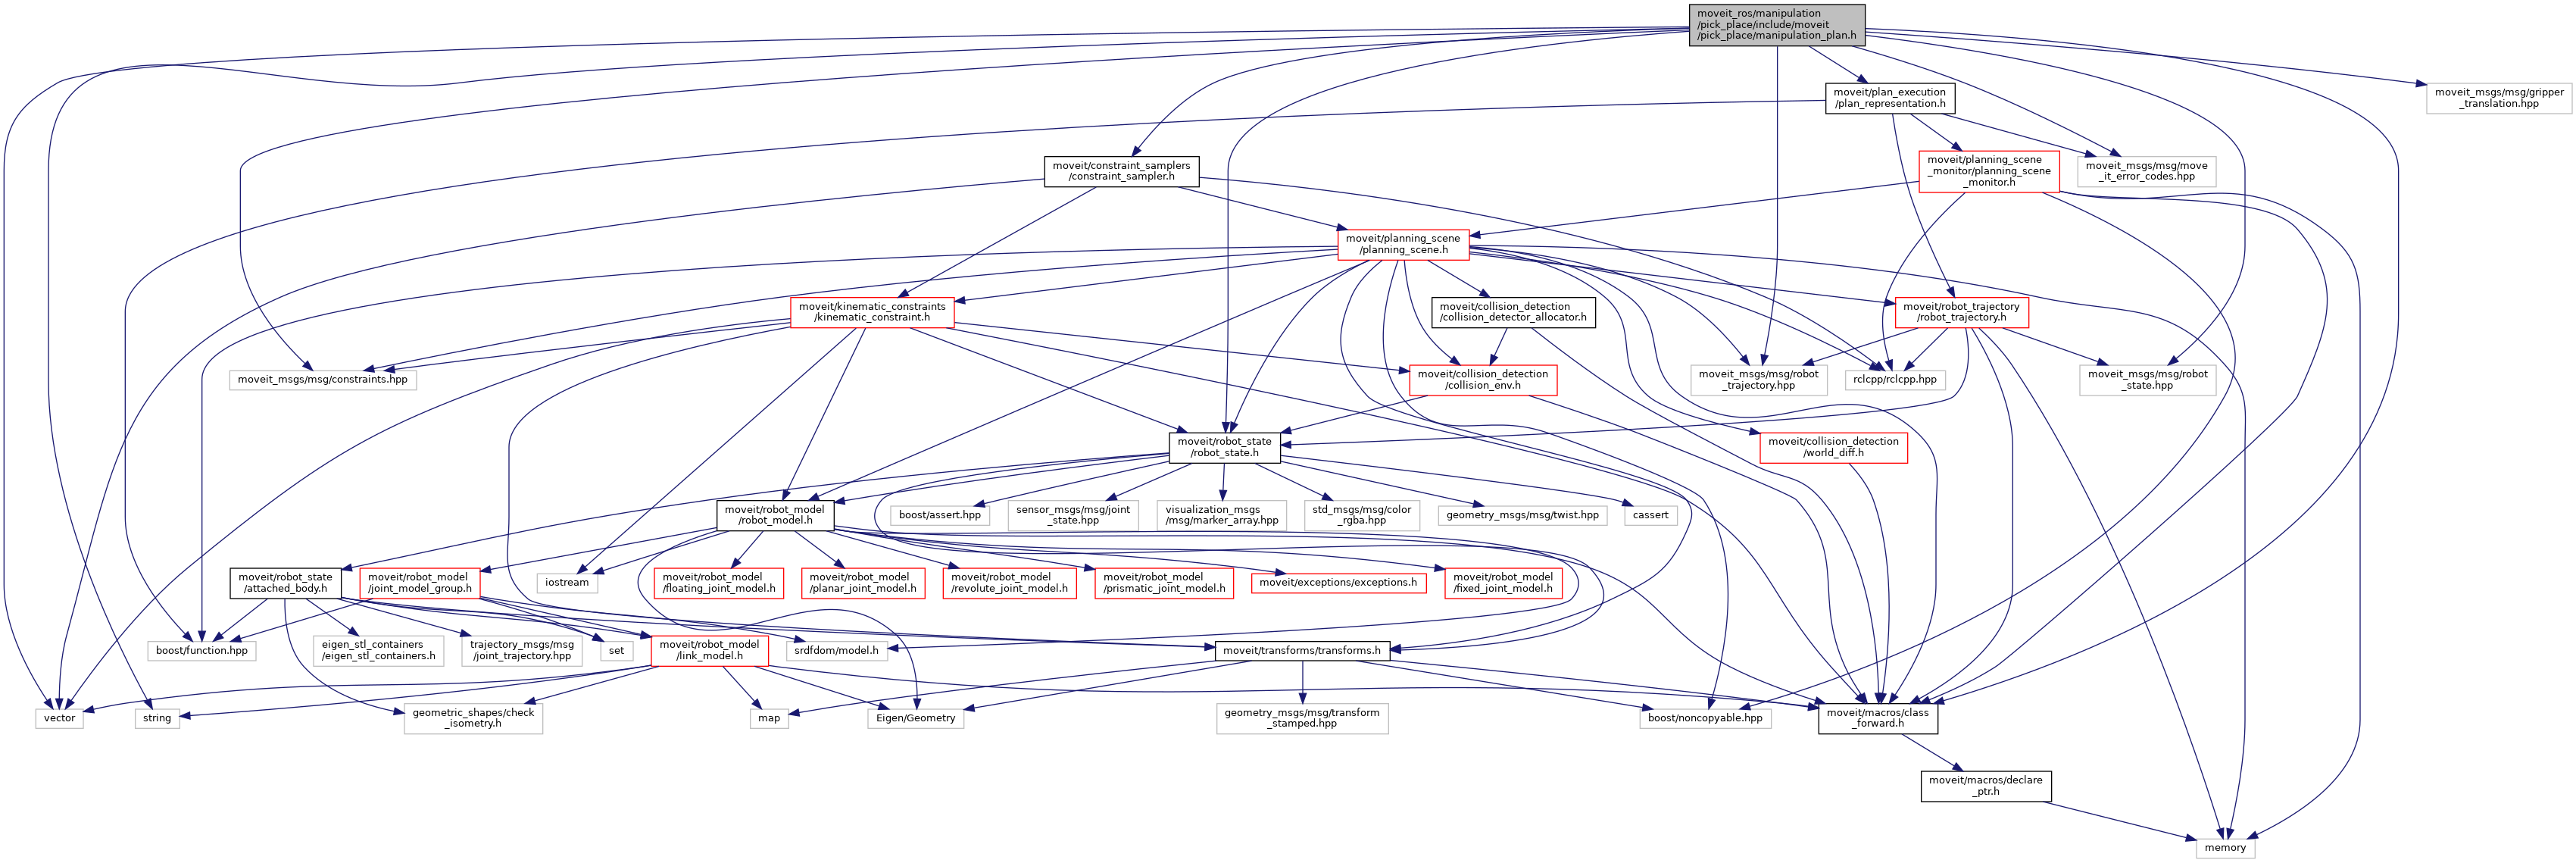 moveit_ros/manipulation
/pick_place/include/moveit
/pick_place/manipulation_plan.h
moveit/plan_execution
/plan_representation.h
moveit_msgs/msg/gripper
_translation.hpp
moveit/constraint_samplers
/constraint_sampler.h
moveit/planning_scene
_monitor/planning_scene
_monitor.h
moveit_msgs/msg/move
_it_error_codes.hpp
moveit/planning_scene
/planning_scene.h
moveit/kinematic_constraints
/kinematic_constraint.h
moveit/collision_detection
/collision_detector_allocator.h
moveit/robot_trajectory
/robot_trajectory.h
moveit_msgs/msg/constraints.hpp
moveit/collision_detection
/collision_env.h
moveit_msgs/msg/robot
_trajectory.hpp
rclcpp/rclcpp.hpp
moveit_msgs/msg/robot
_state.hpp
moveit/robot_state
/robot_state.h
moveit/collision_detection
/world_diff.h
moveit/robot_model
/robot_model.h
boost/assert.hpp
sensor_msgs/msg/joint
_state.hpp
visualization_msgs
/msg/marker_array.hpp
std_msgs/msg/color
_rgba.hpp
geometry_msgs/msg/twist.hpp
cassert
moveit/robot_state
/attached_body.h
moveit/robot_model
/joint_model_group.h
iostream
moveit/robot_model
/floating_joint_model.h
moveit/robot_model
/planar_joint_model.h
moveit/robot_model
/revolute_joint_model.h
moveit/robot_model
/prismatic_joint_model.h
moveit/exceptions/exceptions.h
moveit/robot_model
/fixed_joint_model.h
boost/function.hpp
eigen_stl_containers
/eigen_stl_containers.h
trajectory_msgs/msg
/joint_trajectory.hpp
set
moveit/robot_model
/link_model.h
srdfdom/model.h
moveit/transforms/transforms.h
vector
string
geometric_shapes/check
_isometry.h
map
Eigen/Geometry
geometry_msgs/msg/transform
_stamped.hpp
boost/noncopyable.hpp
moveit/macros/class
_forward.h
moveit/macros/declare
_ptr.h
memory